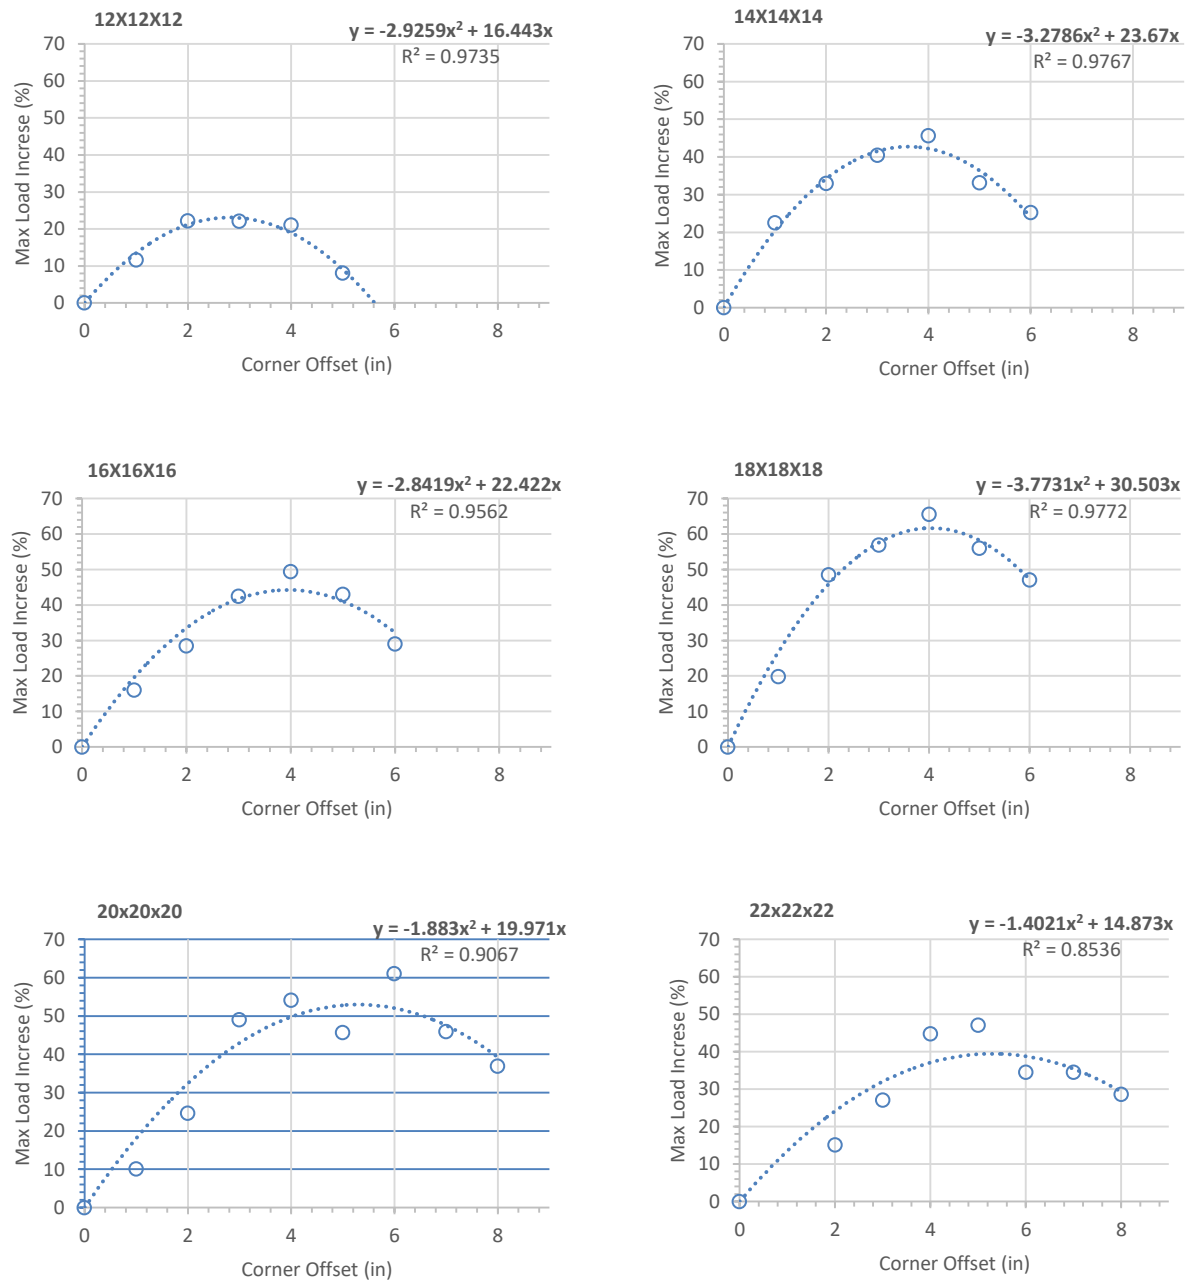 12X12X12
y = -2.9259x² + 16.443x
R² = 0.9735
70
60
50
40
30
20
10
0
0 2 4 6 8
Max Load Increse (%)
Corner Offset (in)
14X14X14
y = -3.2786x² + 23.67x
R² = 0.9767
70
60
50
40
30
20
10
0
0 2 4 6 8
Max Load Increse (%)
Corner Offset (in)
16X16X16
y = -2.8419x² + 22.422x
R² = 0.9562
70
60
50
40
30
20
10
0
0 2 4 6 8
Max Load Increse (%)
Corner Offset (in)
18X18X18
y = -3.7731x² + 30.503x
R² = 0.9772
70
60
50
40
30
20
10
0
0 2 4 6 8
Max Load Increse (%)
Corner Offset (in)
20x20x20
y = -1.883x² + 19.971x
R² = 0.9067
70
60
50
40
30
20
10
0
0 2 4 6 8
Max Load Increse (%)
Corner Offset (in)
22x22x22
y = -1.4021x² + 14.873x
R² = 0.8536
70
60
50
40
30
20
10
0
0 2 4 6 8
Max Load Increse (%)
Corner Offset (in)